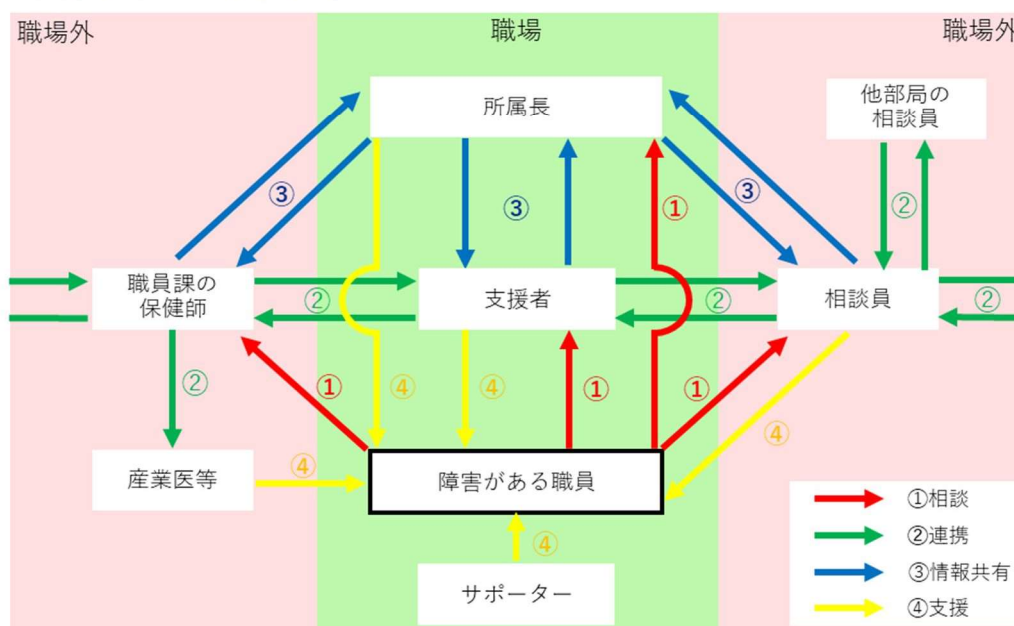 職場外
職場
職場外
所属長
他部局の
相談員
③
③
③
①
②
職員課の
保健師
支援者
相談員
②
②
②
②
①
④
④
①
①
④
産業医等
④
障害がある職員
④
サポーター
①相談
②連携
③情報共有
④支援